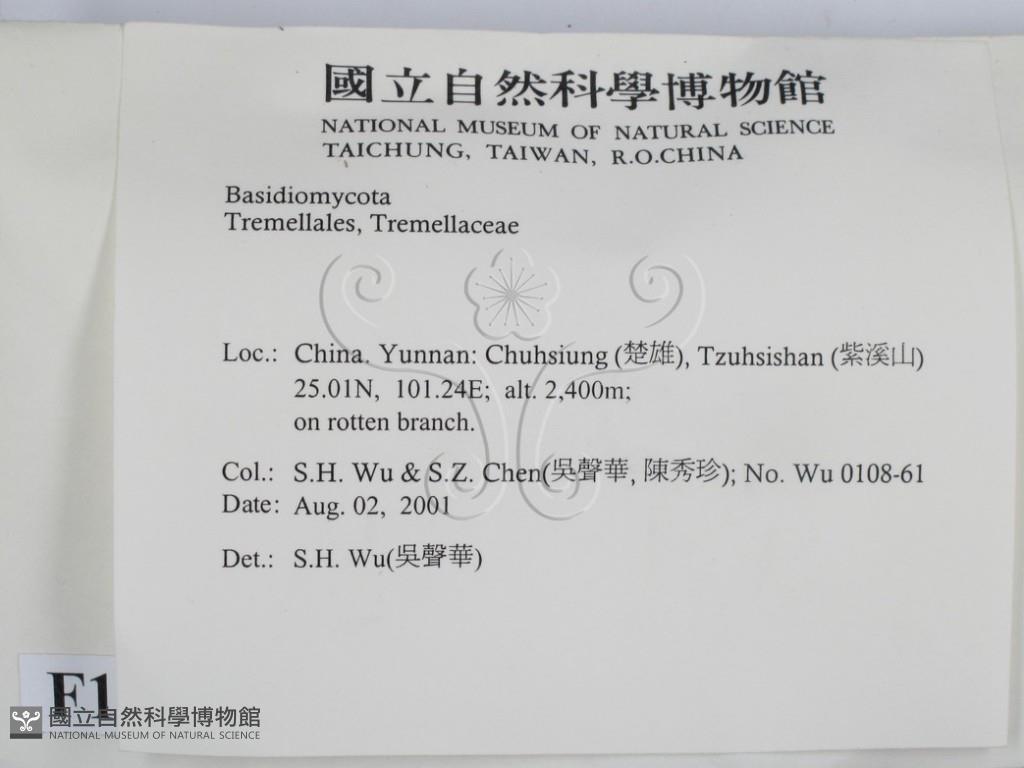 國立自然科學博物館
NATIONAL MUSEUM OF NATURAL SCIENCE
TAICHUNG, TAIWAN, R.O.CHINA
Basidiomycota
Tremellales, Tremellaceae
Loc.: China. Yunnan: Chuhsiung (楚雄), Tzuhsishan (紫溪山)
25.01N, 101.24E; alt. 2,400m;
on rotten branch.
Col.: S.H. Wu & S.Z. Chen(吳聲華, 陳秀珍); No. Wu 0108-61
Date: Aug. 02, 2001
Det.: S.H. Wu(吳聲華)
F1
國立自然科學博物館
NATIONAL MUSEUM OF NATURAL SCIENCE